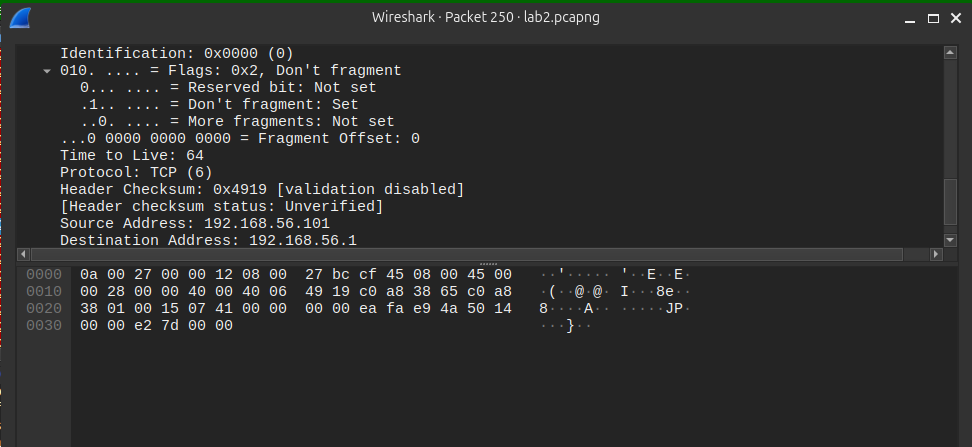 Wireshark · Packet 250 · lab2.pcapng
Identification: 0x0000 (0)
010. .... = Flags: 0x2, Don't fragment
0... .... = Reserved bit: Not set
.1.. .... = Don't fragment: Set
..0. .... = More fragments: Not set
...0 0000 0000 0000 = Fragment Offset: 0
Time to Live: 64
Protocol: TCP (6)
Header Checksum: 0x4919 [validation disabled]
[Header checksum status: Unverified]
Source Address: 192.168.56.101
Destination Address: 192.168.56.1
0000 0a 00 27 00 00 12 08 00 27 bc cf 45 08 00 45 00 ··'····· '··E··E·
0010 00 28 00 00 40 00 40 06 49 19 c0 a8 38 65 c0 a8 ·(··@·@· I···8e··
0020 38 01 00 15 07 41 00 00 00 00 ea fa e9 4a 50 14 8····A·· ·····JP·
0030 00 00 e2 7d 00 00 ···}··